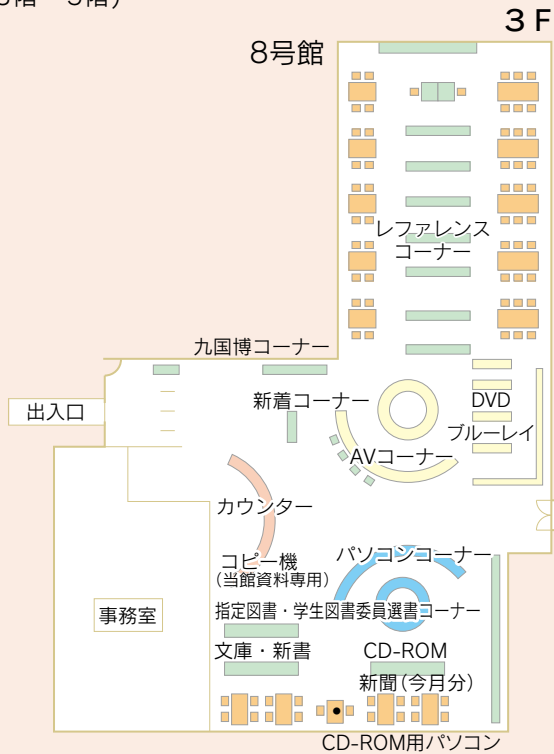 3F
8号館
レファレンス
コーナー
九国博コーナー
出入口
新着コーナー
DVD
ブルーレイ
AVコーナー
カウンター
コピー機
(当館資料専用)
パソコンコーナー
指定図書・学生図書委員選書コーナー
事務室
文庫・新書
CD-ROM
新聞(今月分)
CD-ROM用パソコン